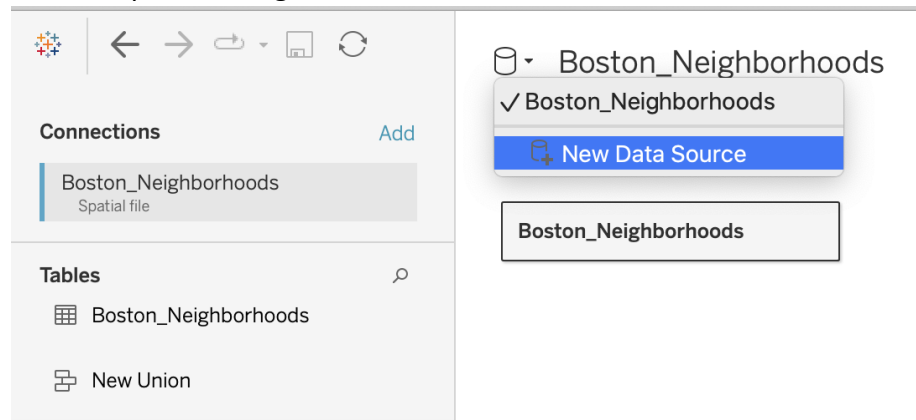 Boston_Neighborhoods
Boston_Neighborhoods
New Data Source
Connections Add
Boston_Neighborhoods
Spatial file
Boston_Neighborhoods
Tables
Boston_Neighborhoods
New Union